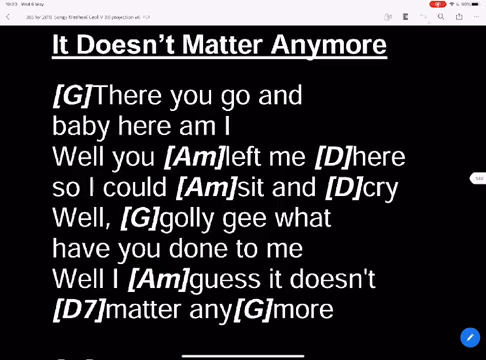 It Doesn't Matter Anymore
[G]There you go and
baby here am I
Well you [Am]left me [D]here
so I could [Am]sit and [D]cry
Well, [G]golly gee what
have you done to me
Well I [Am]guess it doesn't
[D7]matter any[G]more